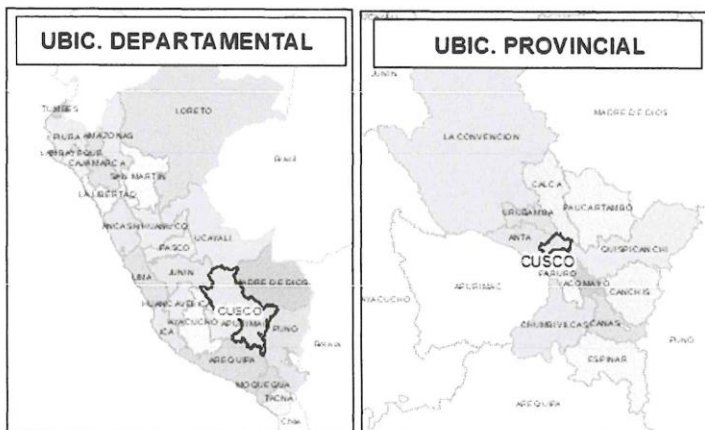 UBIC. DEPARTAMENTAL
TUMBES
LORETO
PIURA
AMAZONAS
LAMBAYEQUE
CAJAMARCA
SAN MARTIN
LA LIBERTAD
Brasil
ANCASH
HUANUCO
UCAYALI
PASCO
LIMA
JUNIN
MADRE DE DIOS
HUANCAVELICA
CUSCO
AYACUCHO
APURIMAC
PUNO
ICA
Bolivia
AREQUIPA
MOQUEGUA
TACNA
Chile
UBIC. PROVINCIAL
JUNIN
MADRE DE DIOS
LA CONVENCION
CALCA
PAUCARTAMBO
URUBAMBA
ANTA
QUISPICANCHI
CUSCO
PARURO
APURIMAC
ACOMAYO
CANCHIS
AYACUCHO
CHUMBIVILCAS
CANAS
PUNO
ESPINAR
AREQUIPA